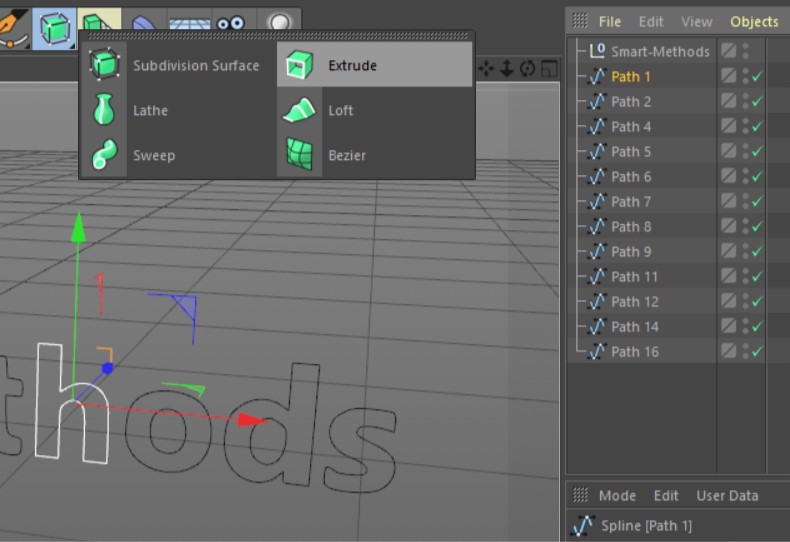 File Edit View Objects
Subdivision Surface Extrude
Lathe Loft
Sweep Bezier
Smart-Methods
Path 1
Path 2
Path 4
Path 5
Path 6
Path 7
Path 8
Path 9
Path 11
Path 12
Path 14
Path 16
thods
Mode Edit User Data
Spline [Path 1]